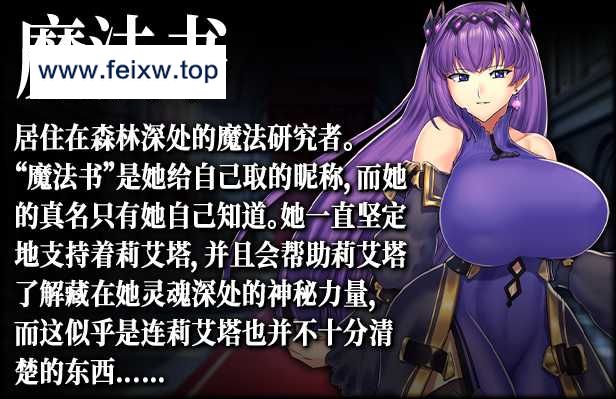 魔法书
www.feixw.top
居住在森林深处的魔法研究者。
“魔法书”是她给自己取的昵称，而她
的真名只有她自己知道。她一直坚定
地支持着莉艾塔，并且会帮助莉艾塔
了解藏在她灵魂深处的神秘力量，
而这似乎是连莉艾塔也并不十分清
楚的东西……